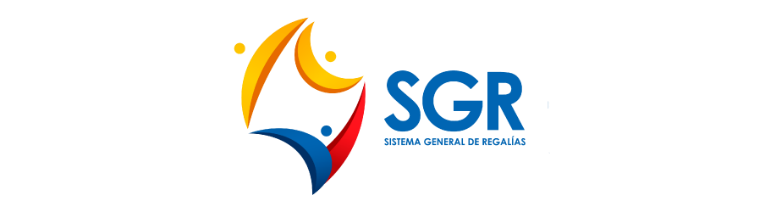 SGR
SISTEMA GENERAL DE REGALÍAS